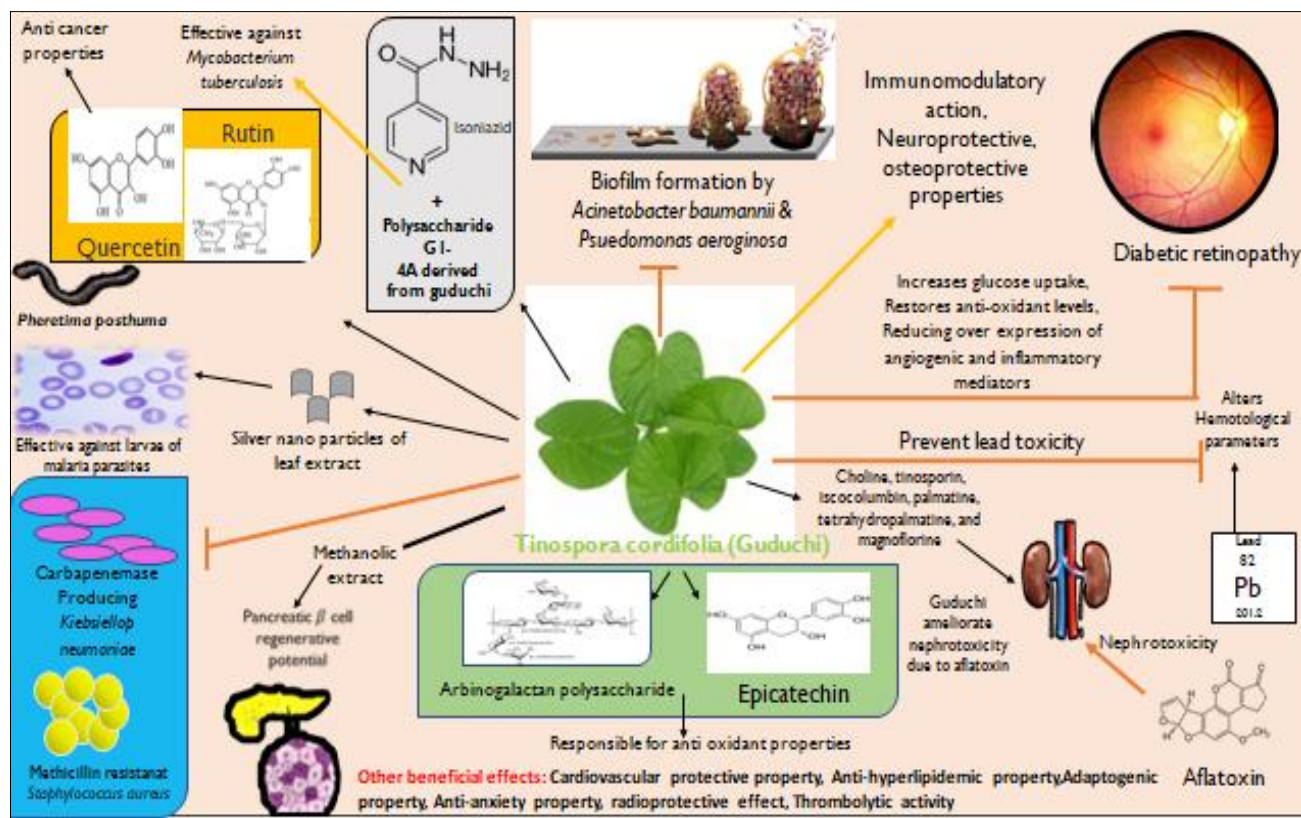 Anti cancer
properties
Effective against
Mycobacterium
tuberculosis
Rutin
Quercetin
Isoniazid
+
Polysaccharide
G I-
4A derived
from guduchi
Biofilm formation by
Acinetobacter baumannii &
Psuedomonas aeroginosa
Immunomodulatory
action,
Neuroprotective,
osteoprotective
properties
Diabetic retinopathy
Increases glucose uptake,
Restores anti-oxidant levels,
Reducing over expression of
angiogenic and inflammatory
mediators
Pheretima posthuma
Effective against larvae of
malaria parasites
Silver nano particles of
leaf extract
Alters
Hemotological
parameters
Prevent lead toxicity
Choline, tinosporin,
iscocolumbin, palmatine,
tetrahydropalmatine, and
magnoflorine
Lead
82
Pb
Tinospora cordifolia (Guduchi)
Carbapenemase
Producing
Klebsiellop
neumoniae
Methicillin resistanat
Staphylococcus aureus
Methanolic
extract
Pancreatic β cell
regenerative
potential
Arbinogalactan polysaccharide
Epicatechin
Responsible for anti oxidant properties
Guduchi
ameliorate
nephrotoxicity
due to aflatoxin
Nephrotoxicity
Aflatoxin
Other beneficial effects: Cardiovascular protective property, Anti-hyperlipidemic property,Adaptogenic
property, Anti-anxiety property, radioprotective effect, Thrombolytic activity